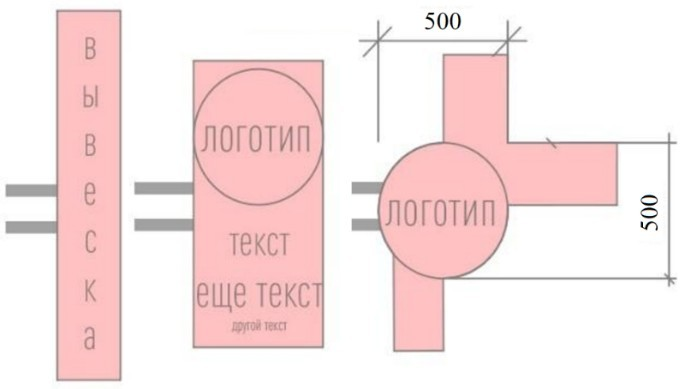 в
ы
в
е
с
к
а
ЛОГОТИП
текст
еще текст
другой текст
500
ЛОГОТИП
500